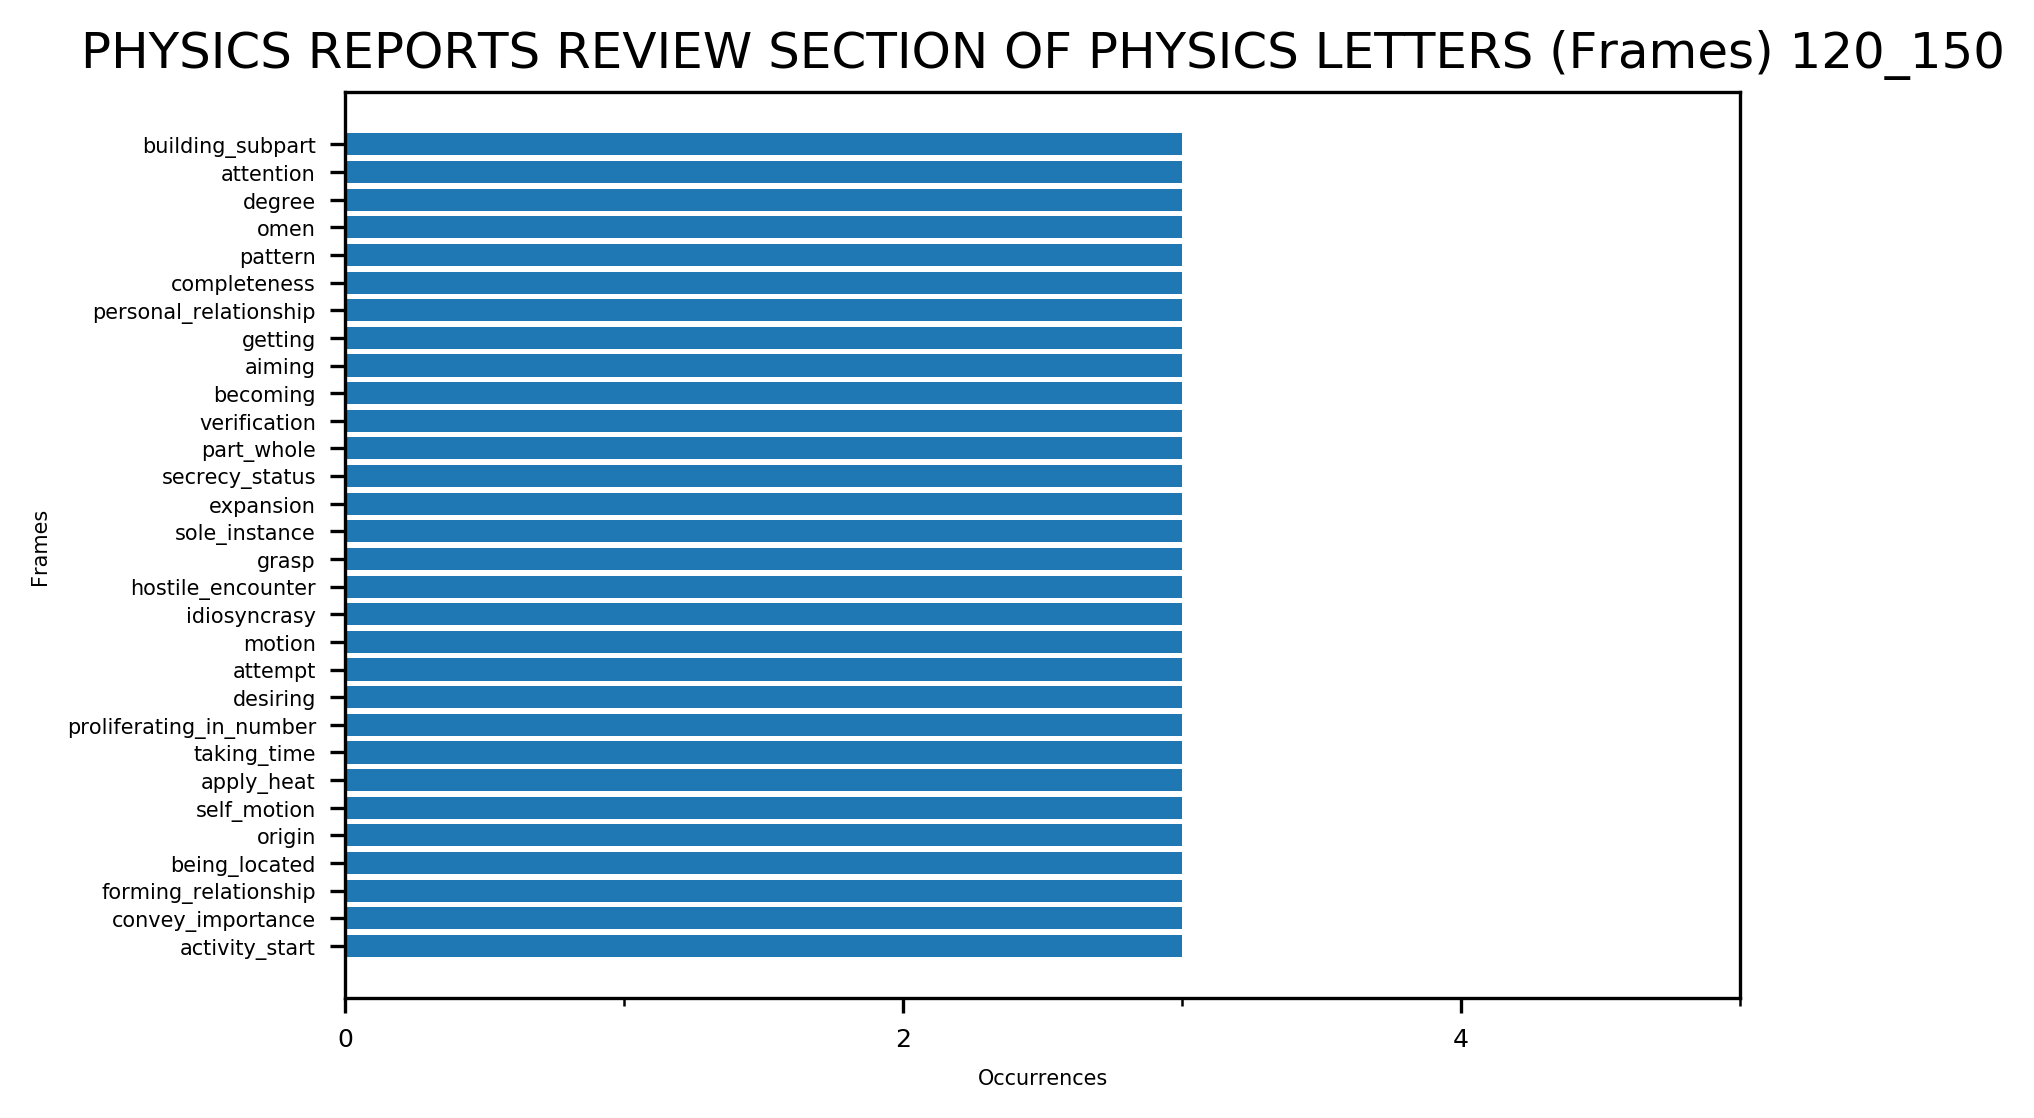 PHYSICS REPORTS REVIEW SECTION OF PHYSICS LETTERS (Frames) 120_150
building_subpart
attention
degree
omen
pattern
completeness
personal_relationship
getting
aiming
becoming
verification
part_whole
secrecy_status
expansion
sole_instance
grasp
hostile_encounter
idiosyncrasy
motion
attempt
desiring
proliferating_in_number
taking_time
apply_heat
self_motion
origin
being_located
forming_relationship
convey_importance
activity_start
Frames
0 2 4
Occurrences